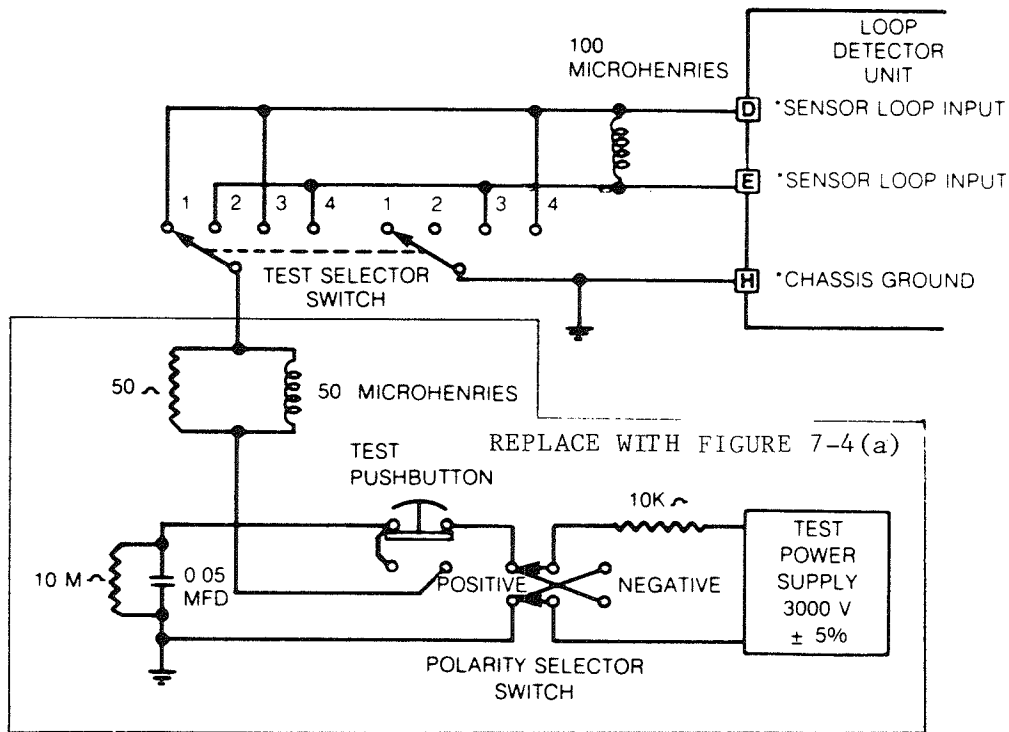 LOOP
DETECTOR
UNIT
100
MICROHENRIES
D *SENSOR LOOP INPUT
E *SENSOR LOOP INPUT
1 2 3 4 1 2 3 4
TEST SELECTOR
SWITCH
H *CHASSIS GROUND
50
50 MICROHENRIES
REPLACE WITH FIGURE 7-4(a)
TEST
PUSHBUTTON
10K
10 M
0 05
MFD
POSITIVE
NEGATIVE
TEST
POWER
SUPPLY
3000 V
± 5%
POLARITY SELECTOR
SWITCH